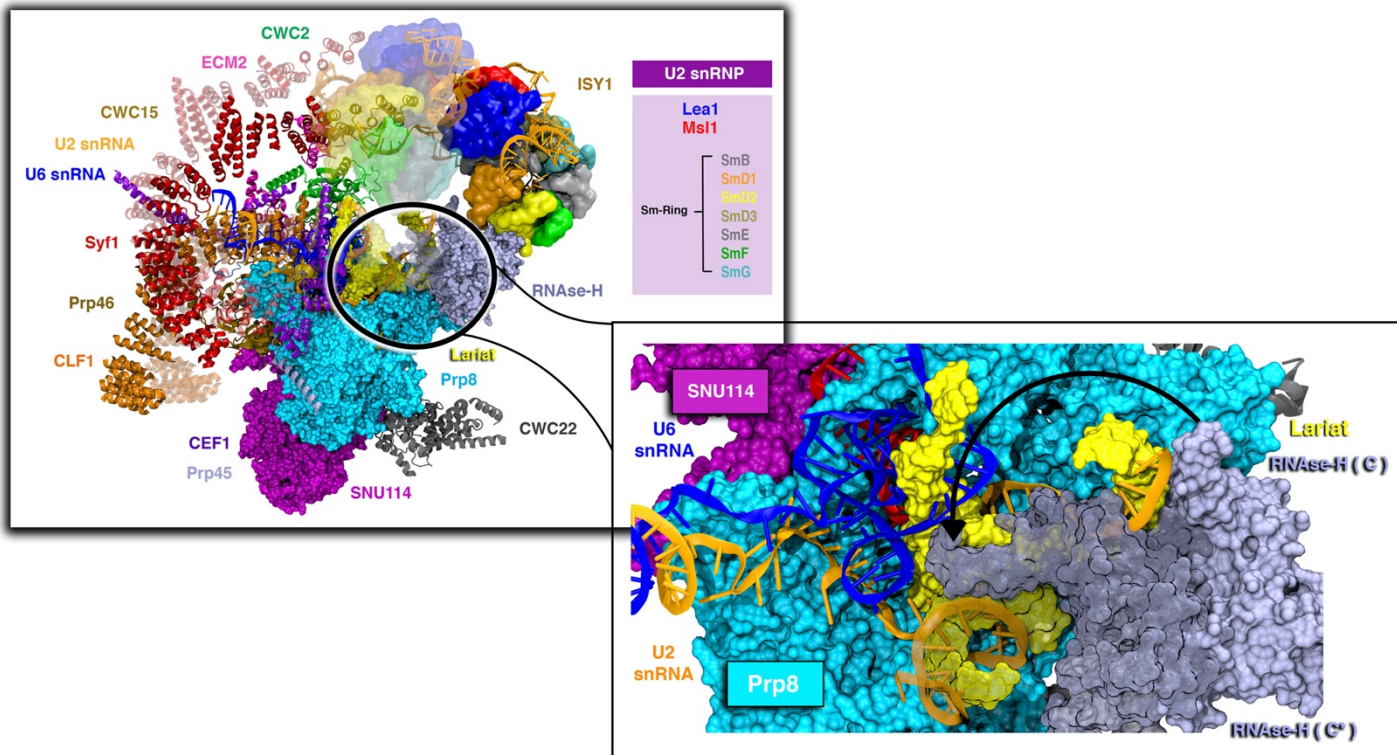 CWC2
ECM2
CWC15
U2 snRNA
U6 snRNA
Syf1
Prp46
CLF1
CEF1
Prp45
SNU114
CWC22
Prp8
Lariat
RNAse-H
ISY1
U2 snRNP
Lea1
Msl1
Sm-Ring
SmB
SmD1
SmD2
SmD3
SmE
SmF
SmG
SNU114
U6
snRNA
Lariat
RNAse-H ( C )
U2
snRNA
Prp8
RNAse-H ( C* )